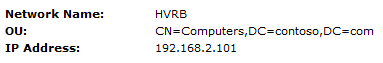 Network Name: HVRB
OU: CN=Computers,DC=contoso,DC=com
IP Address: 192.168.2.101